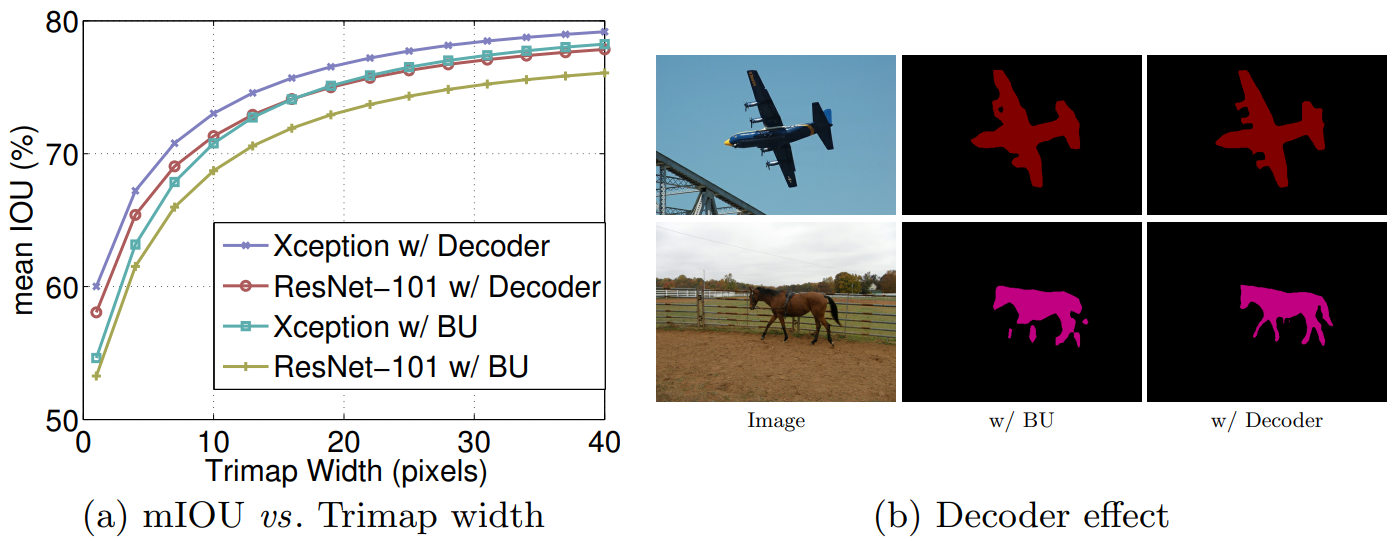 80
70
60
50
mean IOU (%)
Xception w/ Decoder
ResNet−101 w/ Decoder
Xception w/ BU
ResNet−101 w/ BU
0 10 20 30 40
Trimap Width (pixels)
(a) mIOU vs. Trimap width
Image w/ BU w/ Decoder
(b) Decoder effect